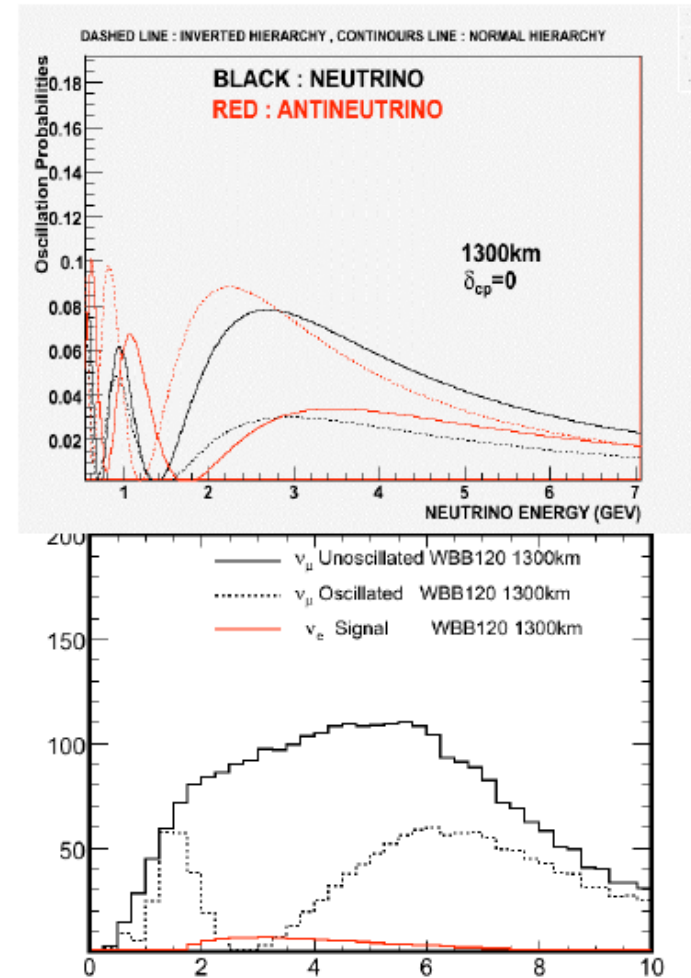 DASHED LINE : INVERTED HIERARCHY , CONTINOURS LINE : NORMAL HIERARCHY
BLACK : NEUTRINO
RED : ANTINEUTRINO
Oscillation Probabilities
0.18
0.16
0.14
0.12
0.1
0.08
0.06
0.04
0.02
1300km
δcp=0
1 2 3 4 5 6 7
NEUTRINO ENERGY (GEV)
200
νμ Unoscillated WBB120 1300km
νμ Oscillated WBB120 1300km
νe Signal WBB120 1300km
150
100
50
0 2 4 6 8 10